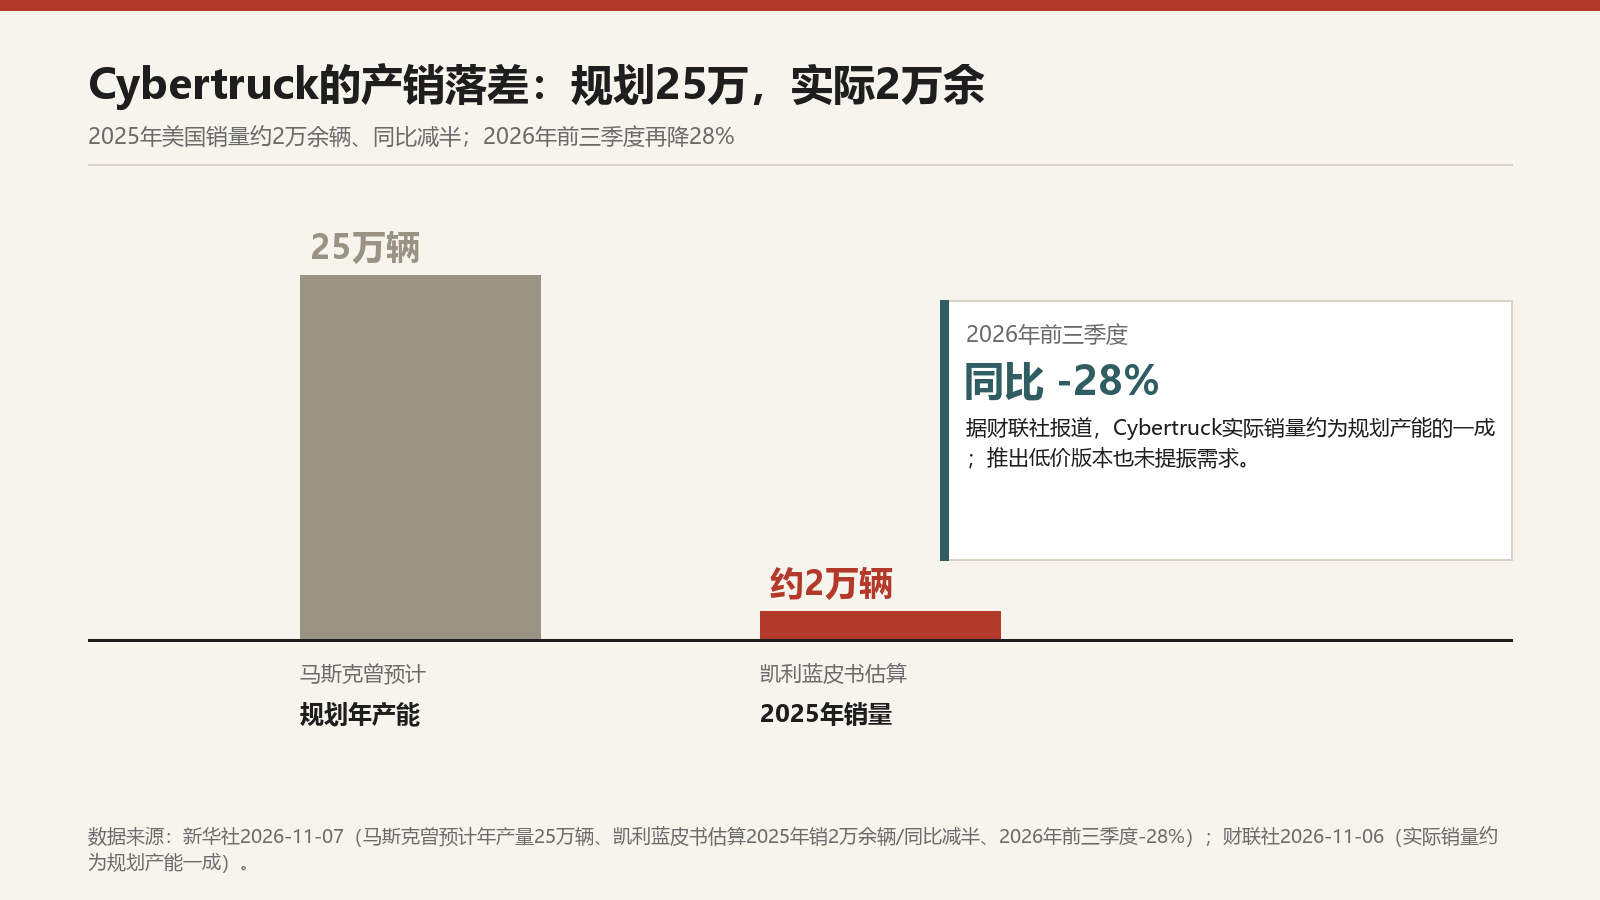 Cybertruck的产销落差：规划25万，实际2万余
2025年美国销量约2万余辆、同比减半；2026年前三季度再降28%
25万辆
2026年前三季度
同比 -28%
据财联社报道，Cybertruck实际销量约为规划产能的一成
；推出低价版本也未提振需求。
约2万辆
马斯克曾预计
规划年产能
凯利蓝皮书估算
2025年销量
数据来源：新华社2026-11-07（马斯克曾预计年产量25万辆、凯利蓝皮书估算2025年销2万余辆/同比减半、2026年前三季度-28%）；财联社2026-11-06（实际销量约
为规划产能一成）。